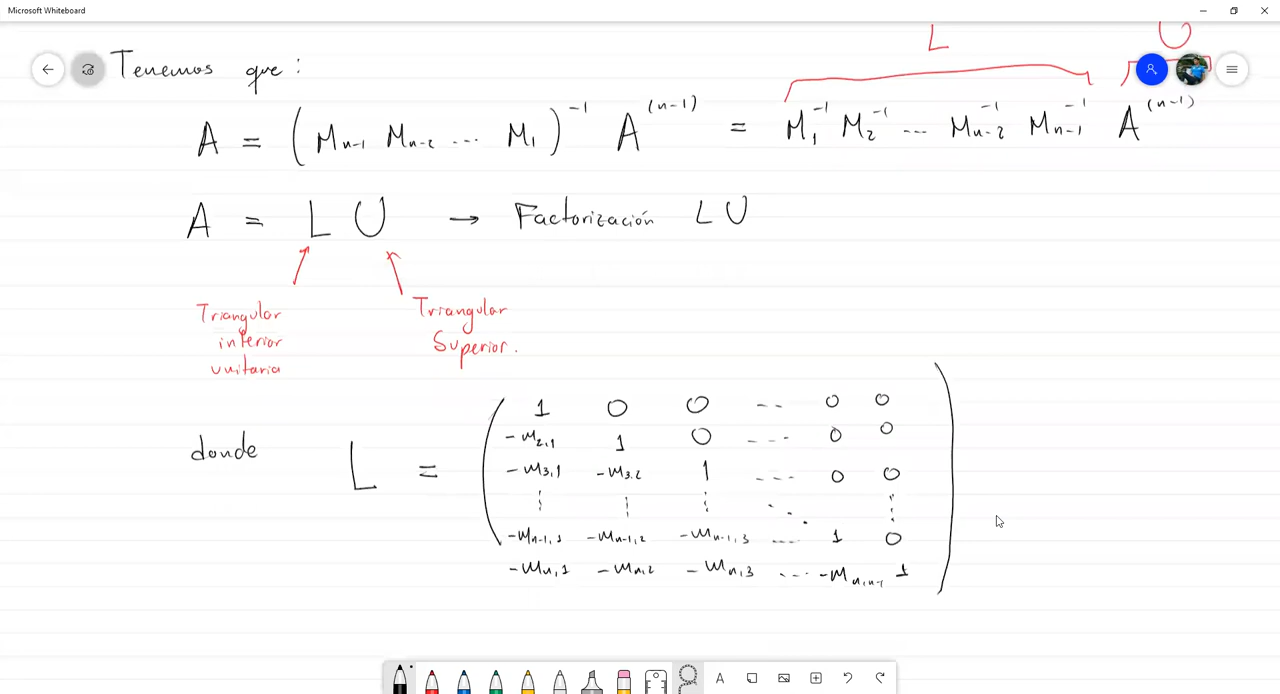 Microsoft Whiteboard
L U
Tenemos que:
A = (M_{n-1} M_{n-2} ... M_1)^{-1} A^{(n-1)} = M_1^{-1} M_2^{-1} ... M_{n-2}^{-1} M_{n-1}^{-1} A^{(n-1)}
A = L U → Factorización LU
Triangular inferior unitaria
Triangular Superior.
donde L =
1 0 0 ... 0 0
-m_{2,1} 1 0 ... 0 0
-m_{3,1} -m_{3,2} 1 ... 0 0
⋮ ⋮ ⋮ ⋱ ⋮
-m_{n-1,1} -m_{n-1,2} -m_{n-1,3} ... 1 0
-m_{n,1} -m_{n,2} -m_{n,3} ... -m_{n,n-1} 1
A